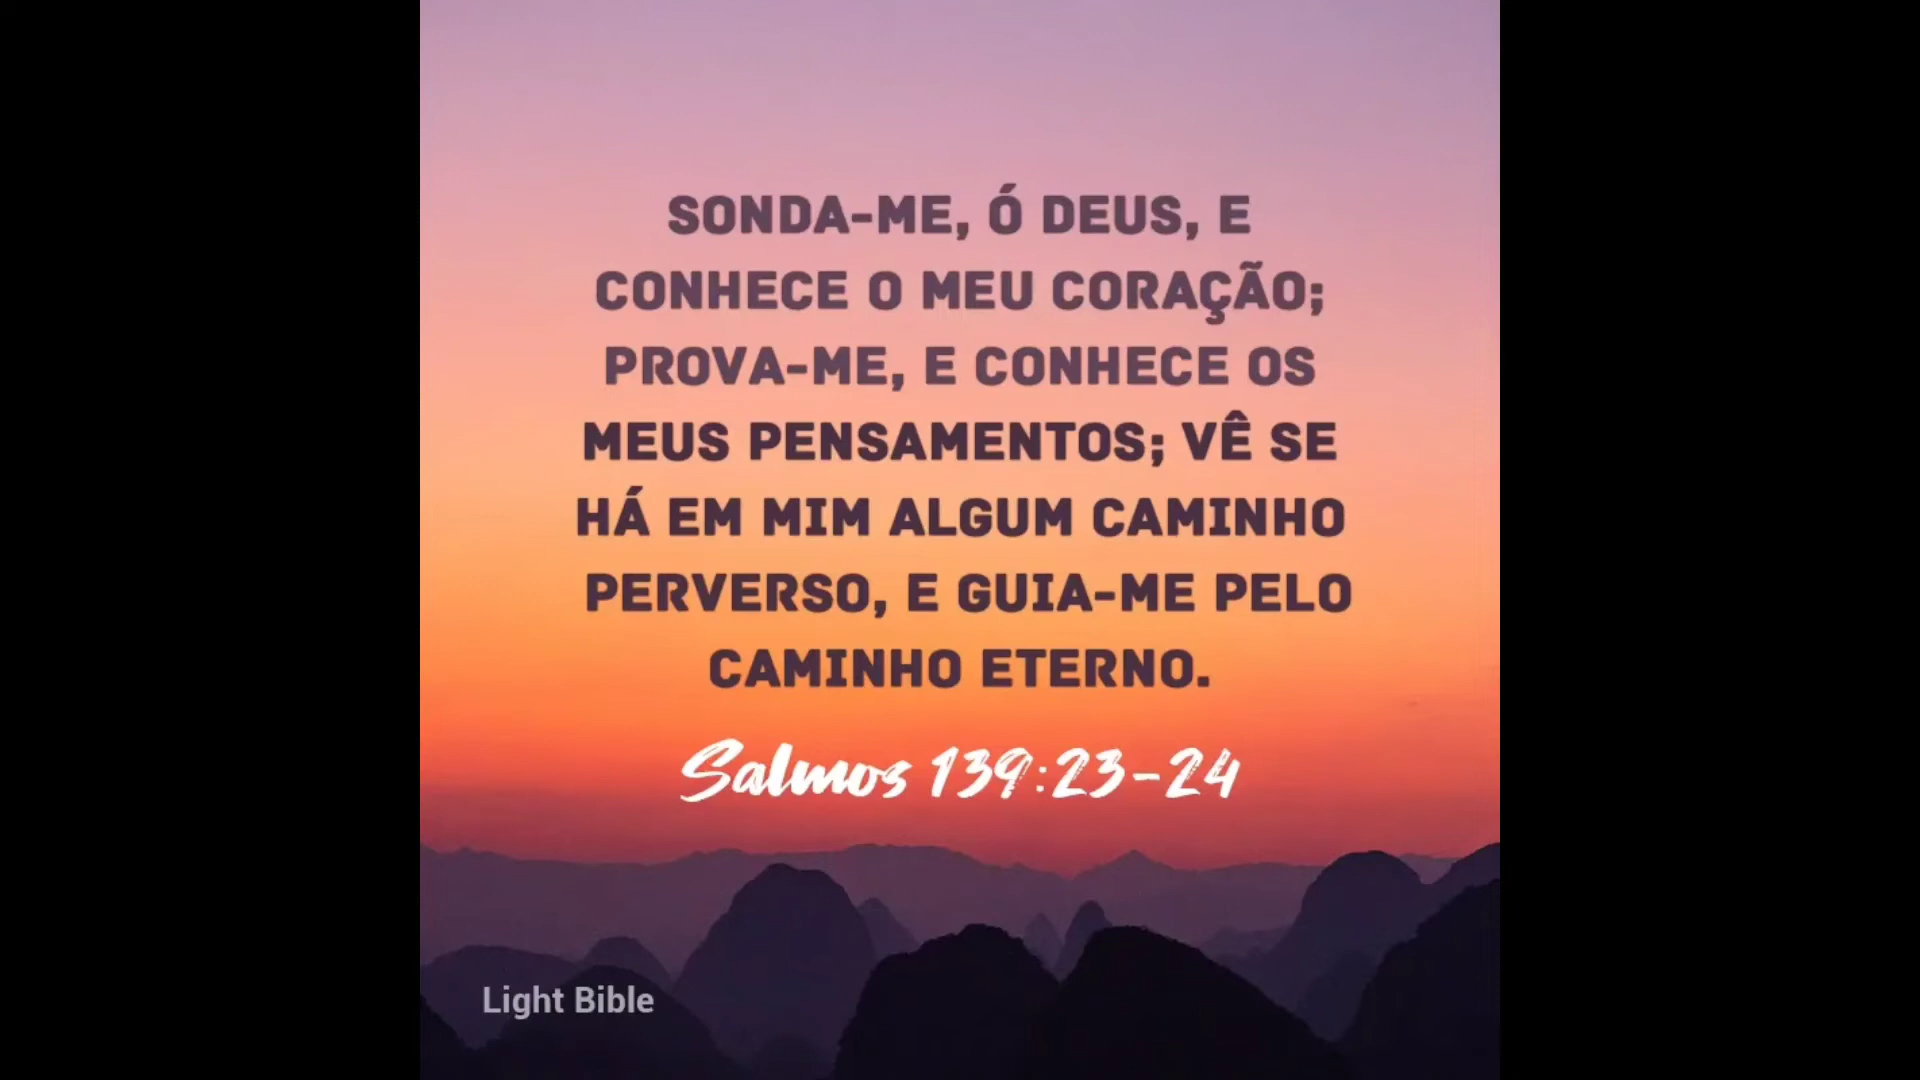 SONDA-ME, Ó DEUS, E
CONHECE O MEU CORAÇÃO;
PROVA-ME, E CONHECE OS
MEUS PENSAMENTOS; VÊ SE
HÁ EM MIM ALGUM CAMINHO
PERVERSO, E GUIA-ME PELO
CAMINHO ETERNO.
Salmos 139:23-24
Light Bible